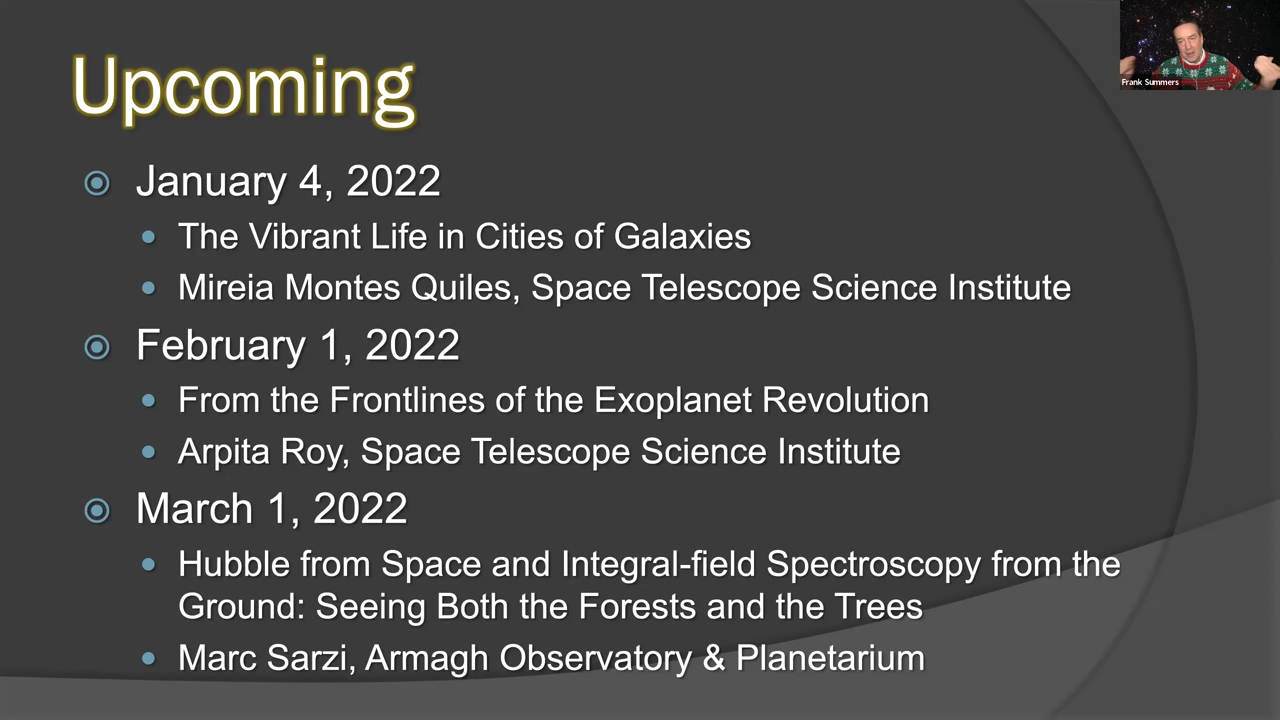 Upcoming
Frank Summers
January 4, 2022
The Vibrant Life in Cities of Galaxies
Mireia Montes Quiles, Space Telescope Science Institute
February 1, 2022
From the Frontlines of the Exoplanet Revolution
Arpita Roy, Space Telescope Science Institute
March 1, 2022
Hubble from Space and Integral-field Spectroscopy from the
Ground: Seeing Both the Forests and the Trees
Marc Sarzi, Armagh Observatory & Planetarium